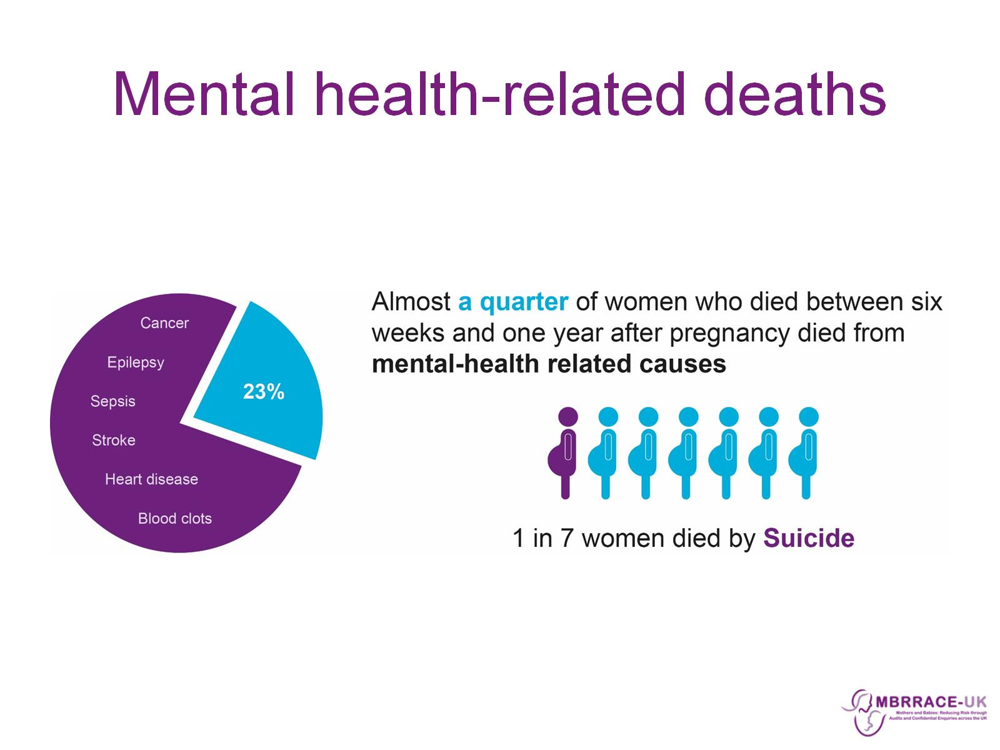 Mental health-related deaths
Cancer
Epilepsy
Sepsis
Stroke
Heart disease
Blood clots
23%
Almost a quarter of women who died between six
weeks and one year after pregnancy died from
mental-health related causes
1 in 7 women died by Suicide
MBRRACE-UK
Mothers and Babies: Reducing Risk through
Audits and Confidential Enquiries across the UK